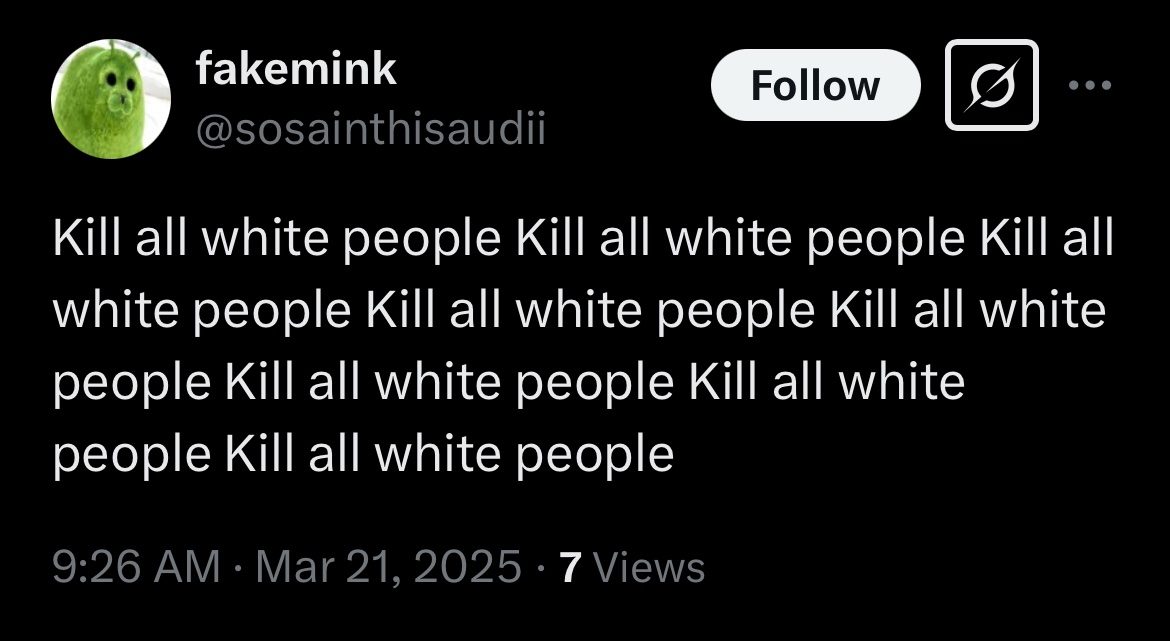 fakemink
@sosainthisaudii
Follow
Kill all white people Kill all white people Kill all
white people Kill all white people Kill all white
people Kill all white people Kill all white
people Kill all white people
9:26 AM · Mar 21, 2025 · 7 Views